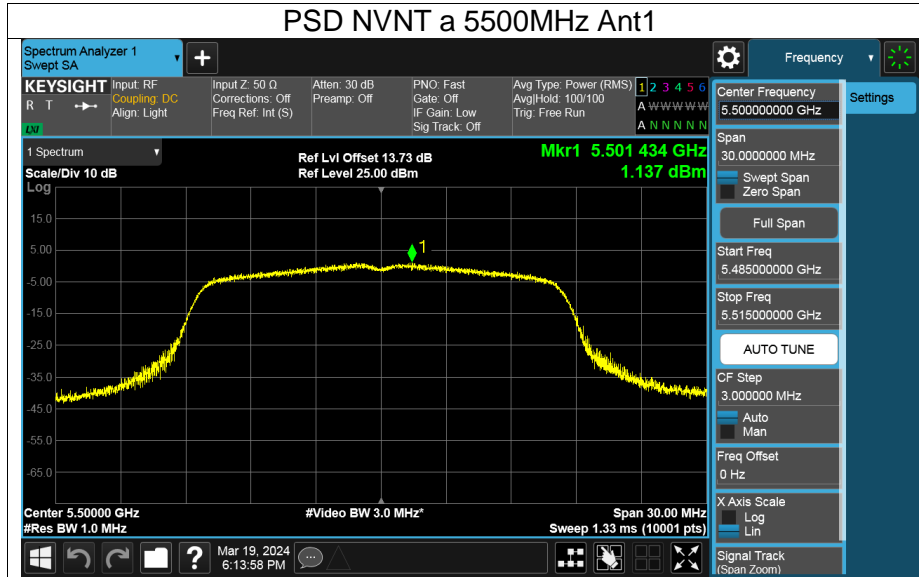 PSD NVNT a 5500MHz Ant1
Spectrum Analyzer 1
Swept SA
+
Frequency
KEYSIGHT
R T
LXI
Input: RF
Coupling: DC
Align: Light
Input Z: 50 Ω
Corrections: Off
Freq Ref: Int (S)
Atten: 30 dB
Preamp: Off
PNO: Fast
Gate: Off
IF Gain: Low
Sig Track: Off
Avg Type: Power (RMS)
Avg|Hold: 100/100
Trig: Free Run
1 2 3 4 5 6
A W W W W W
A N N N N N
1 Spectrum
Scale/Div 10 dB
Ref Lvl Offset 13.73 dB
Ref Level 25.00 dBm
Mkr1 5.501 434 GHz
1.137 dBm
Log
15.0
5.00
-5.00
-15.0
-25.0
-35.0
-45.0
-55.0
-65.0
1
Center 5.50000 GHz
#Res BW 1.0 MHz
#Video BW 3.0 MHz*
Span 30.00 MHz
Sweep 1.33 ms (10001 pts)
Center Frequency
5.500000000 GHz
Settings
Span
30.0000000 MHz
Swept Span
Zero Span
Full Span
Start Freq
5.485000000 GHz
Stop Freq
5.515000000 GHz
AUTO TUNE
CF Step
3.000000 MHz
Auto
Man
Freq Offset
0 Hz
X Axis Scale
Log
Lin
Signal Track
(Span Zoom)
?
Mar 19, 2024
6:13:58 PM